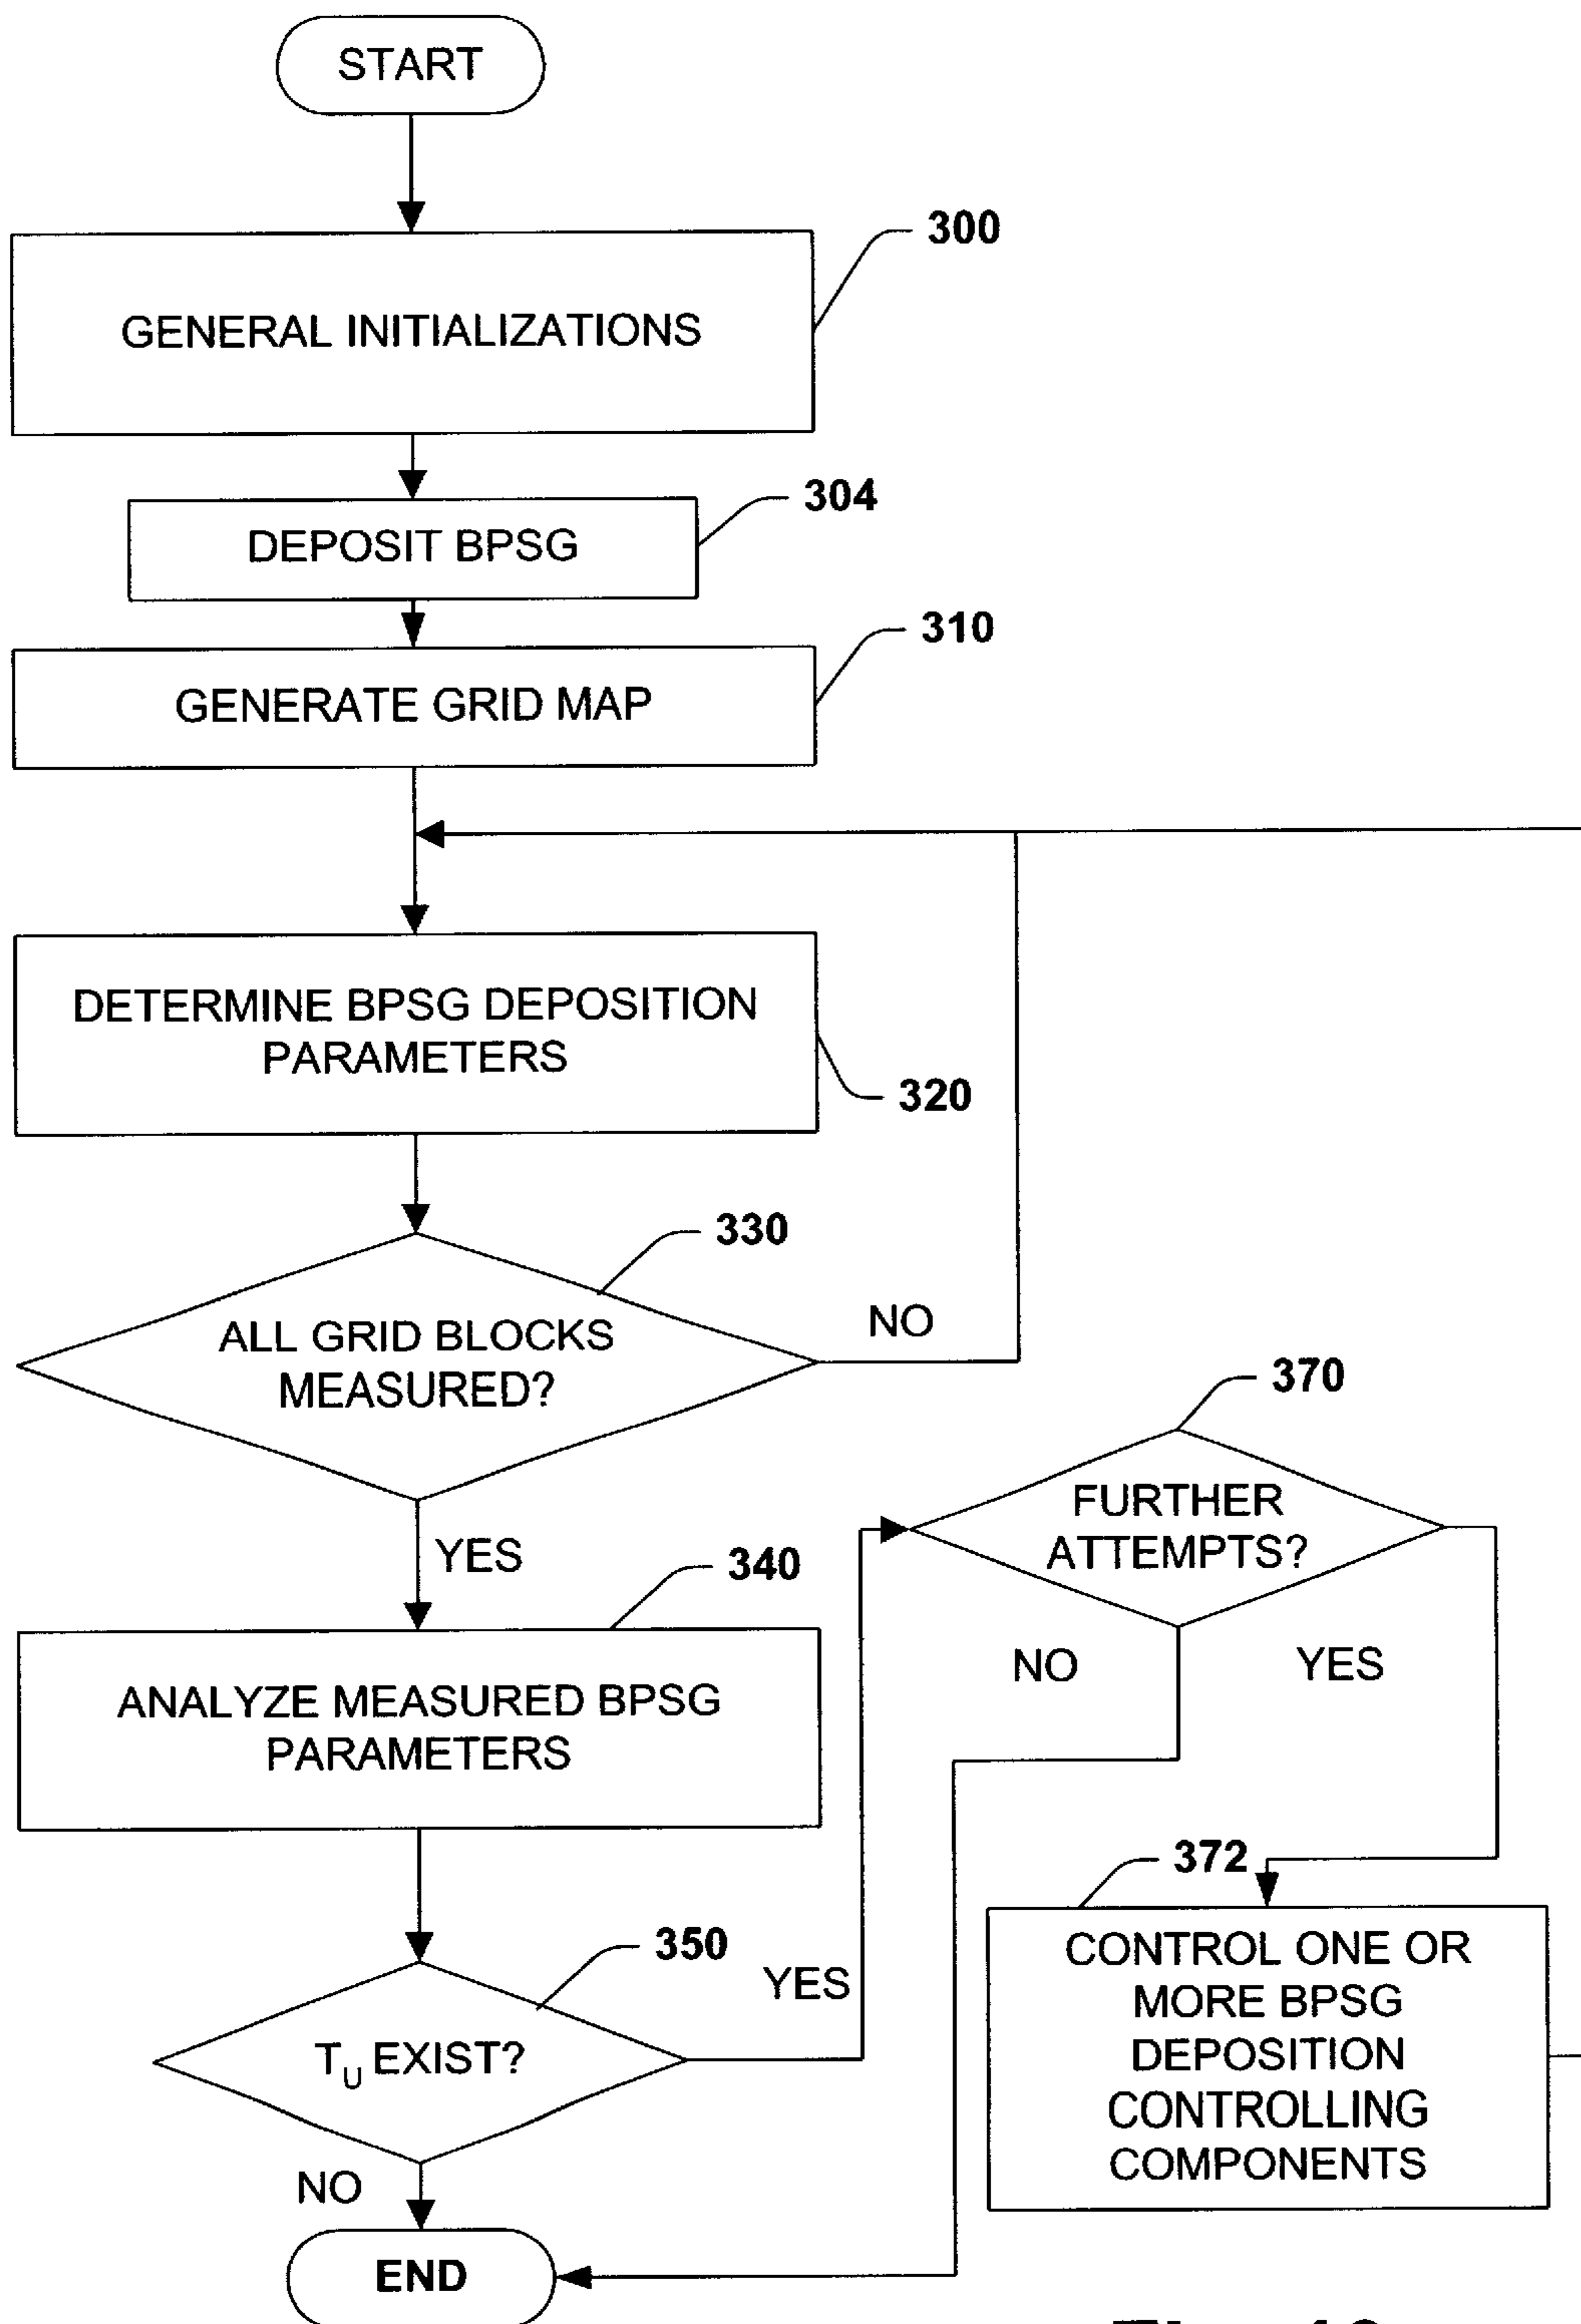 START
300
GENERAL INITIALIZATIONS
304
DEPOSIT BPSG
310
GENERATE GRID MAP
DETERMINE BPSG DEPOSITION
PARAMETERS
320
330
ALL GRID BLOCKS
MEASURED?
NO
YES
340
ANALYZE MEASURED BPSG
PARAMETERS
350
TU EXIST?
YES
NO
370
FURTHER
ATTEMPTS?
NO
YES
372
CONTROL ONE OR
MORE BPSG
DEPOSITION
CONTROLLING
COMPONENTS
END